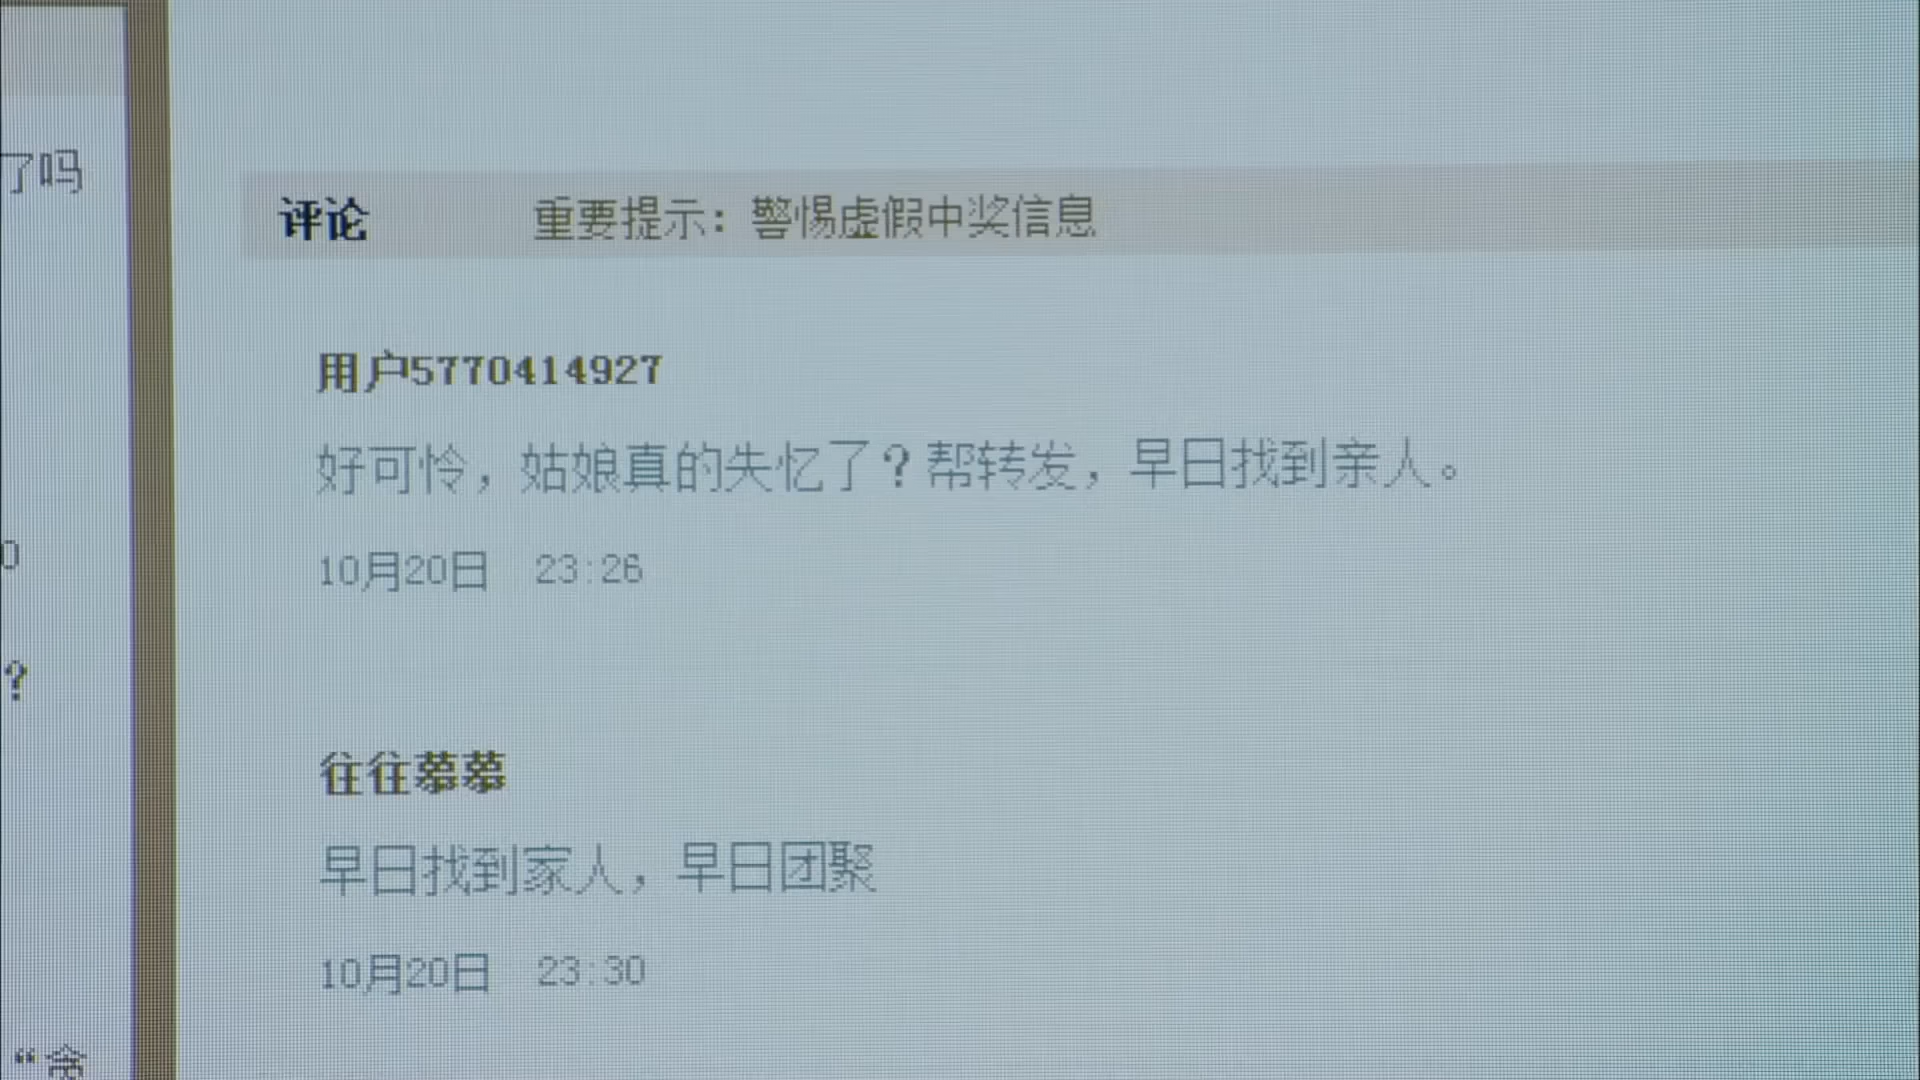 了吗
评论 重要提示：警惕虚假中奖信息
用户5770414927
好可怜，姑娘真的失忆了？帮转发，早日找到亲人。
10月20日 23:26
0
？
往往慕慕
早日找到家人，早日团聚
10月20日 23:30
“贪